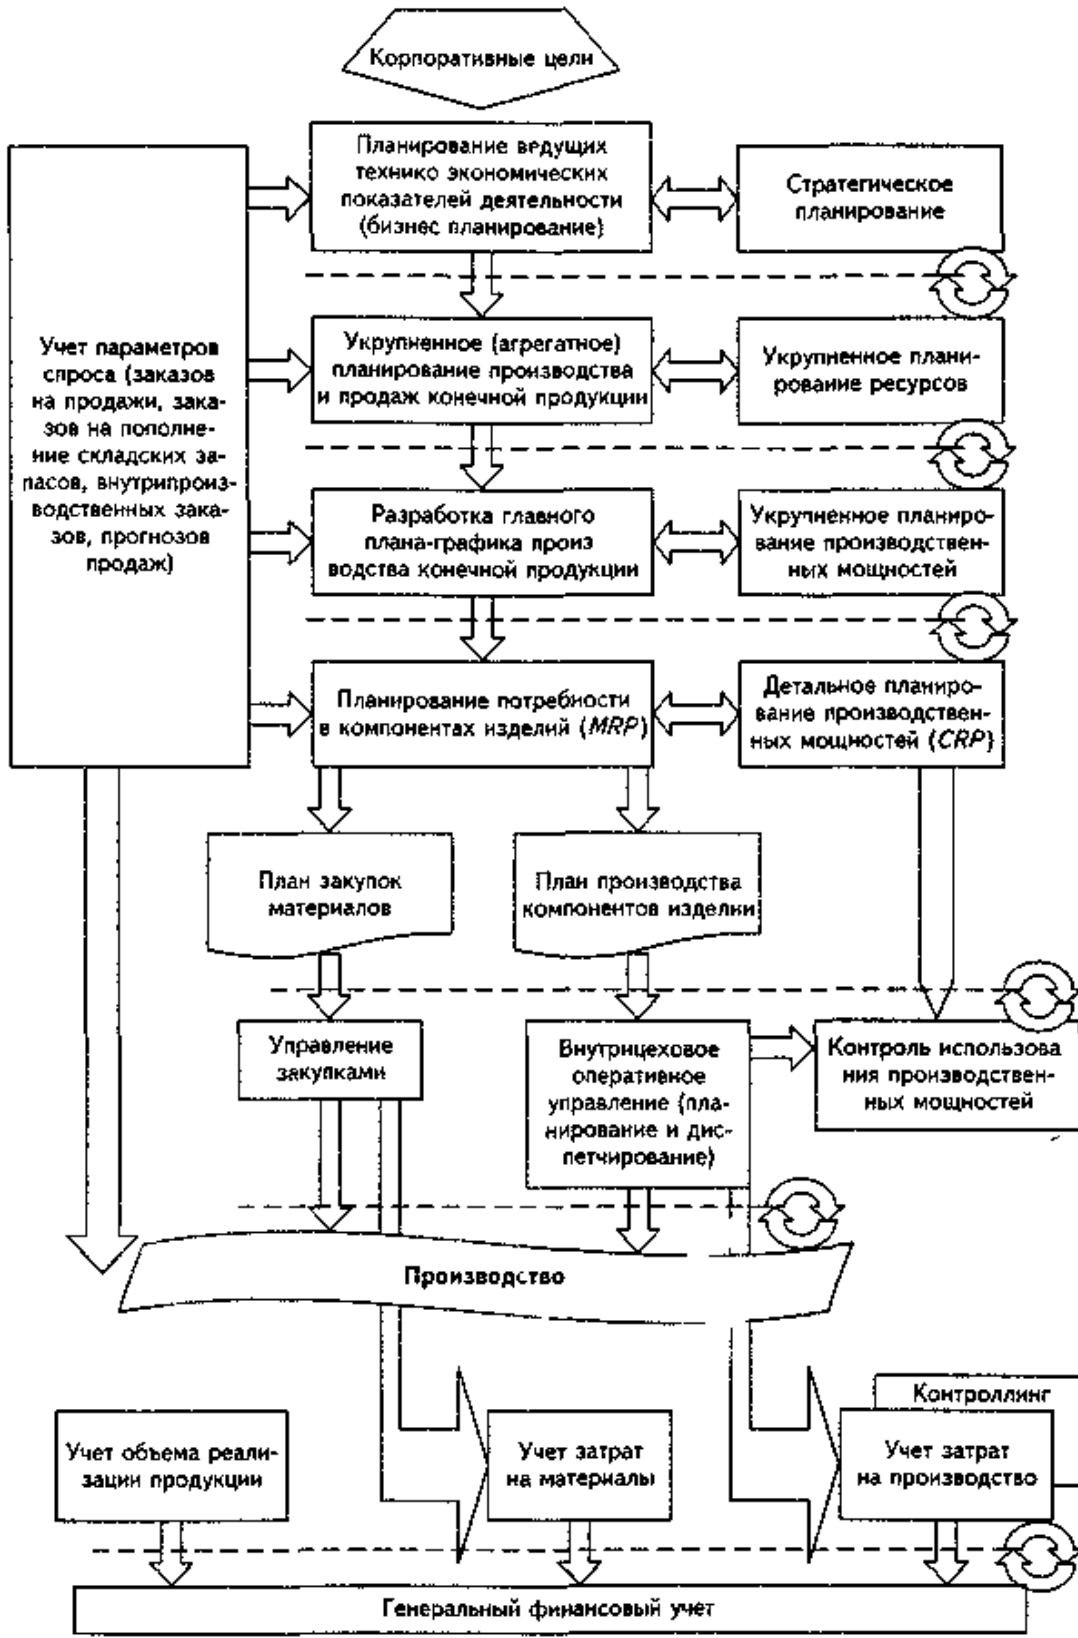 Корпоративные цели
Планирование ведущих
технико экономических
показателей деятельности
(бизнес планирование)
Стратегическое
планирование
Учет параметров
спроса (заказов
на продажи, зака-
зов на пополне-
ние складских за-
пасов, внутрипроиз-
водственных зака-
зов, прогнозов
продаж)
Укрупненное (агрегатное)
планирование производства
и продаж конечной продукции
Укрупненное плани-
рование ресурсов
Разработка главного
плана-графика произ
водства конечной продукции
Укрупненное планиро-
вание производствен-
ных мощностей
Планирование потребности
в компонентах изделий (MRP)
Детальное планиро-
вание производствен-
ных мощностей (CRP)
План закупок
материалов
План производства
компонентов изделки
Управление
закупками
Внутрицеховое
оперативное
управление (пла-
нирование и дис-
петчирование)
Контроль использова
ния производствен-
ных мощностей
Производство
Контроллинг
Учет объема реали-
зации продукции
Учет затрат
на материалы
Учет затрат
на производство
Генеральный финансовый учет